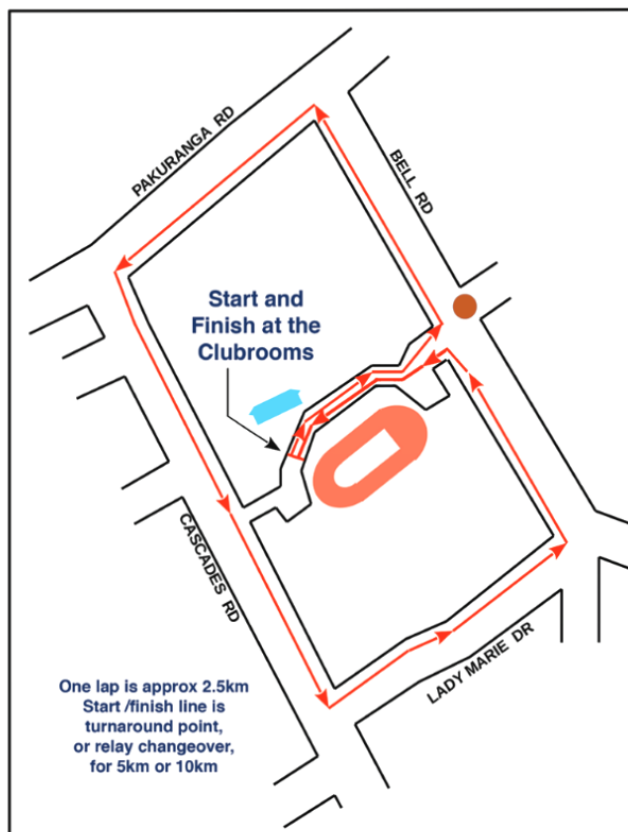 PAKURANGA RD
BELL RD
Start and
Finish at the
Clubrooms
CASCADES RD
LADY MARIE DR
One lap is approx 2.5km
Start /finish line is
turnaround point,
or relay changeover,
for 5km or 10km